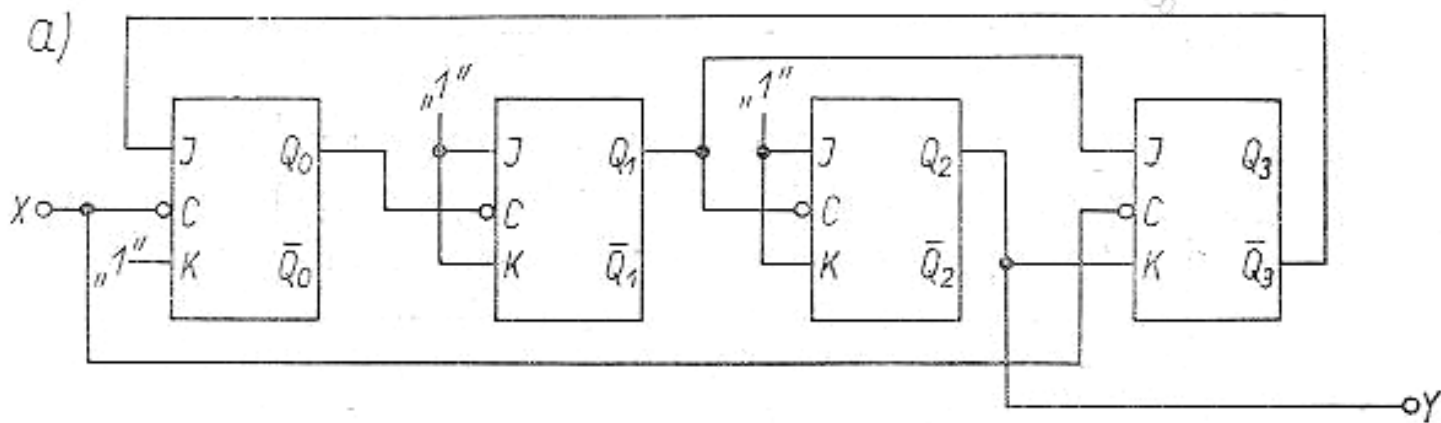 a)
„1" „1"
J Q₀ J Q₁ J Q₂ J Q₃
X C C C C
„1" K Q̄₀ K Q̄₁ K Q̄₂ K Q̄₃
Y